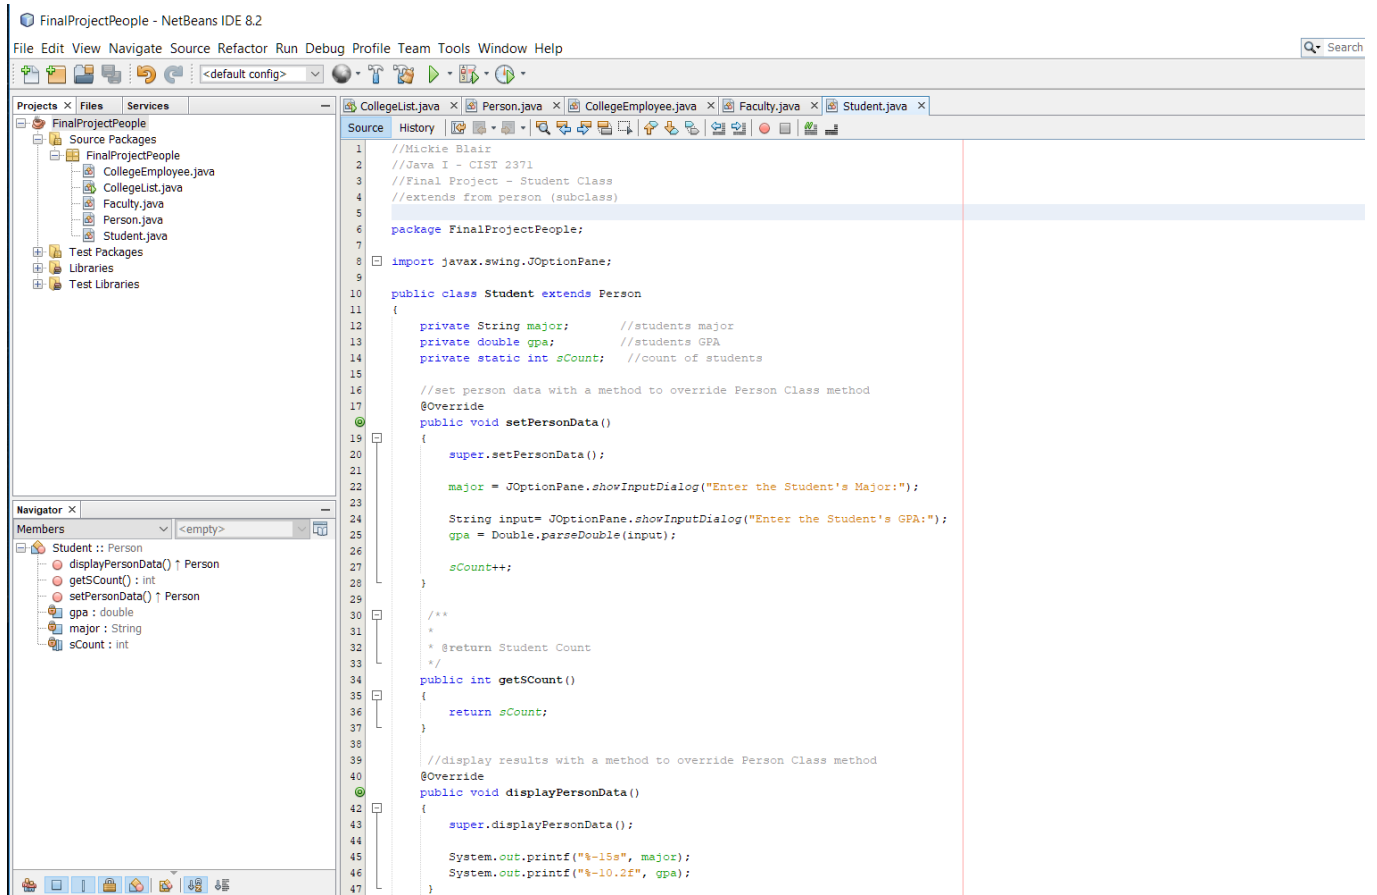 FinalProjectPeople - NetBeans IDE 8.2
File Edit View Navigate Source Refactor Run Debug Profile Team Tools Window Help
Search
<default config>
Projects Files Services
FinalProjectPeople
Source Packages
FinalProjectPeople
CollegeEmployee.java
CollegeList.java
Faculty.java
Person.java
Student.java
Test Packages
Libraries
Test Libraries
Navigator
Members <empty>
Student :: Person
displayPersonData() ↑ Person
getSCount() : int
setPersonData() ↑ Person
gpa : double
major : String
sCount : int
CollegeList.java Person.java CollegeEmployee.java Faculty.java Student.java
Source History
1 //Mickie Blair
2 //Java I - CIST 2371
3 //Final Project - Student Class
4 //extends from person (subclass)
5
6 package FinalProjectPeople;
7
8 import javax.swing.JOptionPane;
9
10 public class Student extends Person
11 {
12 private String major; //students major
13 private double gpa; //students GPA
14 private static int sCount; //count of students
15
16 //set person data with a method to override Person Class method
17 @Override
public void setPersonData()
19 {
20 super.setPersonData();
21
22 major = JOptionPane.showInputDialog("Enter the Student's Major:");
23
24 String input= JOptionPane.showInputDialog("Enter the Student's GPA:");
25 gpa = Double.parseDouble(input);
26
27 sCount++;
28 }
29
30 /**
31 *
32 * @return Student Count
33 */
34 public int getSCount()
35 {
36 return sCount;
37 }
38
39 //display results with a method to override Person Class method
40 @Override
public void displayPersonData()
42 {
43 super.displayPersonData();
44
45 System.out.printf("%-15s", major);
46 System.out.printf("%-10.2f", gpa);
47 }